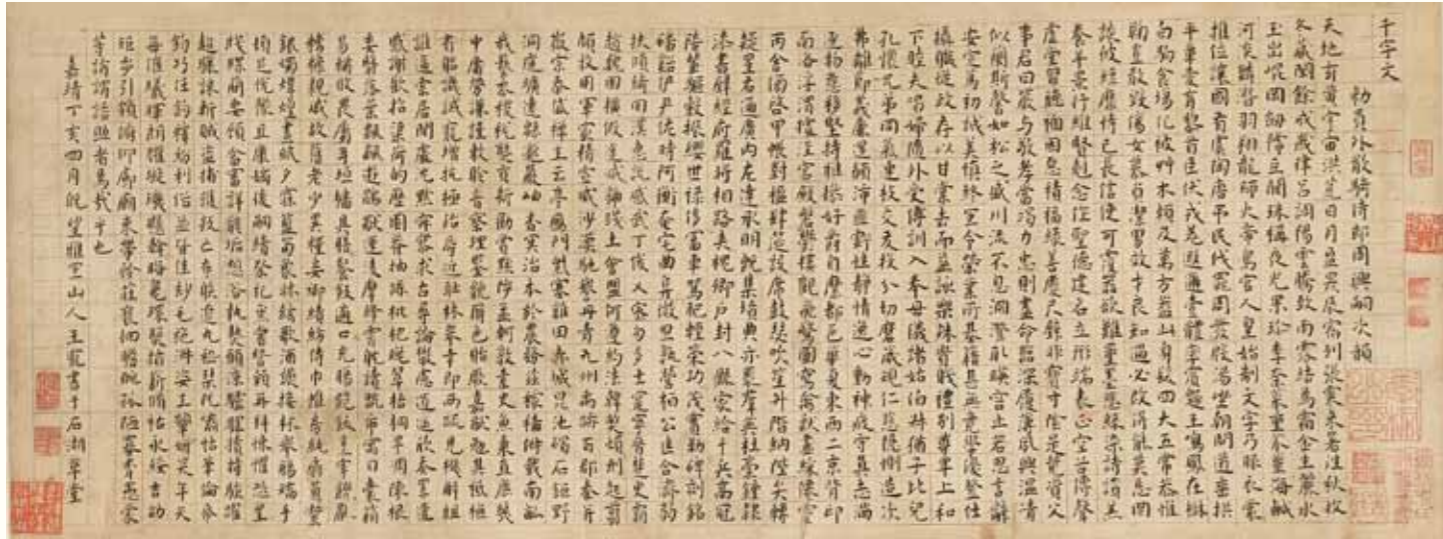 千字文
勑員外散騎侍郎周興嗣次韻
天地玄黃宇宙洪荒日月盈昃辰宿列張寒來暑往秋收
冬藏閏餘成歲律呂調陽雲騰致雨露結為霜金生麗水
玉出崑岡劍號巨闕珠稱夜光果珍李柰菜重芥薑海鹹
河淡鱗潛羽翔龍師火帝鳥官人皇始制文字乃服衣裳
推位讓國有虞陶唐弔民伐罪周發殷湯坐朝問道垂拱
平章愛育黎首臣伏戎羌遐邇壹體率賓歸王鳴鳳在樹
白駒食場化被艸木賴及萬方蓋此身髮四大五常恭惟
鞠養豈敢毀傷女慕貞潔男效才良知過必改得能莫忘罔
談彼短靡恃己長信使可覆器欲難量墨悲絲染詩讚羔
羊景行維賢剋念作聖德建名立形端表正空谷傳聲
虛堂習聽禍因惡積福緣善慶尺璧非寶寸陰是競資父
事君曰嚴与敬孝當竭力忠則盡命臨深履薄夙興溫凊
似蘭斯馨如松之盛川流不息淵澄取暎容止若思言辭
安定篤初誠美慎終宜令榮業所基籍甚無竟學優登仕
攝職從政存以甘棠去而益詠樂殊貴賤禮別尊卑上和
下睦夫唱婦隨外受傅訓入奉母儀諸姑伯叔猶子比兒
孔懷兄弟同氣連枝交友投分切磨箴規仁慈隱惻造次
弗離節義廉退顛沛匪虧性靜情逸心動神疲守真志滿
逐物意移堅持雅操好爵自縻都邑華夏東西二京背邙
面洛浮渭據涇宮殿盤鬱樓觀飛驚圖寫禽獸畫綵仙靈
丙舍傍啓甲帳對楹肆筵設席鼓瑟吹笙升階納陛弁轉
疑星右通廣內左達承明既集墳典亦聚群英杜稿鍾隸
漆書壁經府羅將相路夾槐卿戶封八縣家給千兵高冠
陪輦驅轂振纓世祿侈富車駕肥輕策功茂實勒碑刻銘
磻谿伊尹佐時阿衡奄宅曲阜微旦孰營桓公匡合濟弱
扶傾綺回漢惠說感武丁俊乂密勿多士寔寧晉楚更霸
趙魏困橫假途滅虢踐土會盟何遵約法韓弊煩刑起翦
頗牧用軍最精宣威沙漠馳譽丹青九州禹跡百郡秦并
嶽宗泰岱禪主云亭雁門紫塞雞田赤城昆池碣石鉅野
洞庭曠遠緜邈巖岫杳冥治本於農務茲稼穡俶載南畝
我藝黍稷稅熟貢新勸賞黜陟孟軻敦素史魚秉直庶幾
中庸勞謙謹敕聆音察理鑒貌辨色貽厥嘉猷勉其祗植
省躬譏誡寵增抗極殆辱近恥林皋幸即兩疏見機解組
誰逼索居閒處沉默寂寥求古尋論散慮逍遙欣奏累遣
慼謝歡招渠荷的歷園莽抽條枇杷晚翠梧桐早凋陳根
委翳落葉飄颻遊鵾獨運凌摩絳霄耽讀翫市寓目囊箱
易輶攸畏屬耳垣牆具膳餐飯適口充腸飽飫烹宰飢厭
糟糠親戚故舊老少異糧妾御績紡侍巾帷房紈扇員潔
銀燭煒煌晝眠夕寐藍筍象牀絃歌酒讌接杯舉觴矯手
頓足悅豫且康嫡後嗣續祭祀烝嘗稽顙再拜悚懼恐惶
牋牒簡要顧答審詳骸垢想浴執熱願涼驢騾犢特駭躍
超驤誅斬賊盜捕獲叛亡布射遼丸嵇琴阮嘯恬筆倫紙
鈞巧任釣釋紛利俗並皆佳妙毛施淑姿工顰妍笑年矢
每催曦暉朗耀璇璣懸斡晦魄環照指薪脩祜永綏吉劭
矩步引領俯仰廊廟束帶矜莊徘徊瞻眺孤陋寡聞愚蒙
等誚謂語助者焉哉乎也
嘉靖丁亥四月既望雅宜山人王寵書于石湖草堂